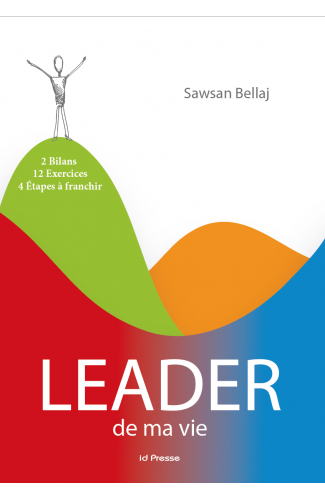 Sawsan Bellaj
2 Bilans
12 Exercices
4 Étapes à franchir
LEADER
de ma vie
id Presse